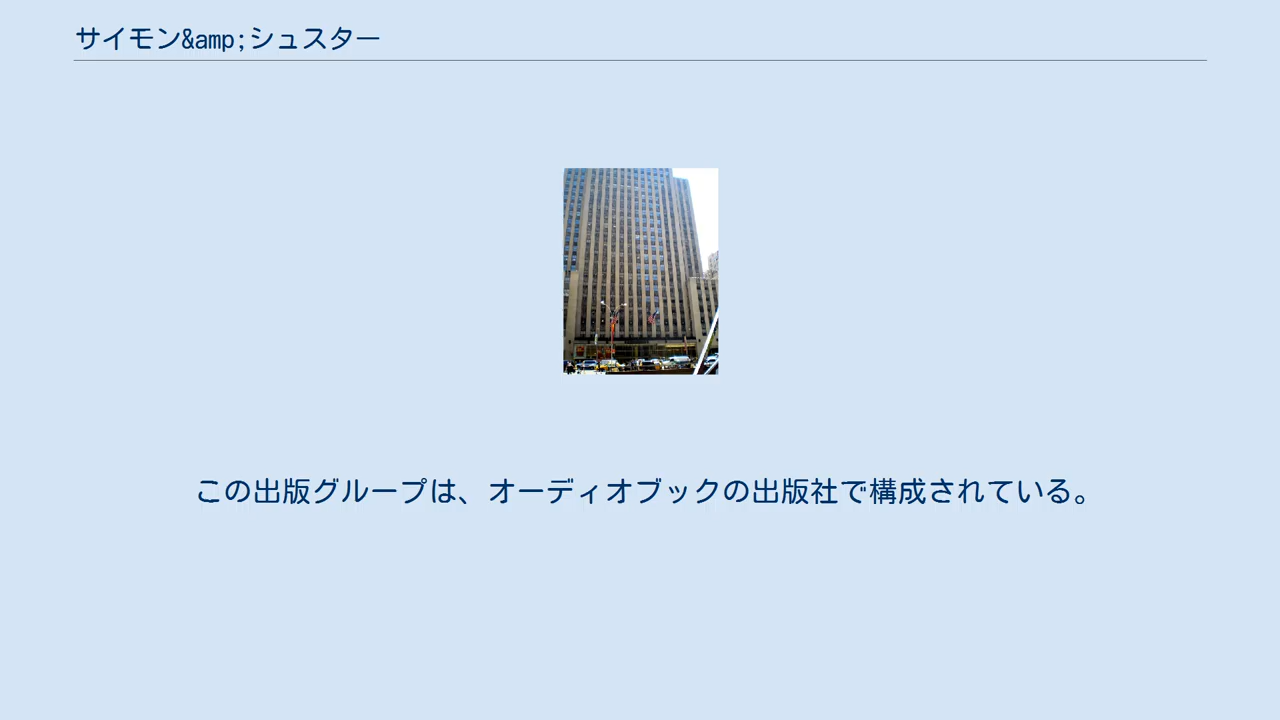 サイモン&amp;シュスター
この出版グループは、オーディオブックの出版社で構成されている。